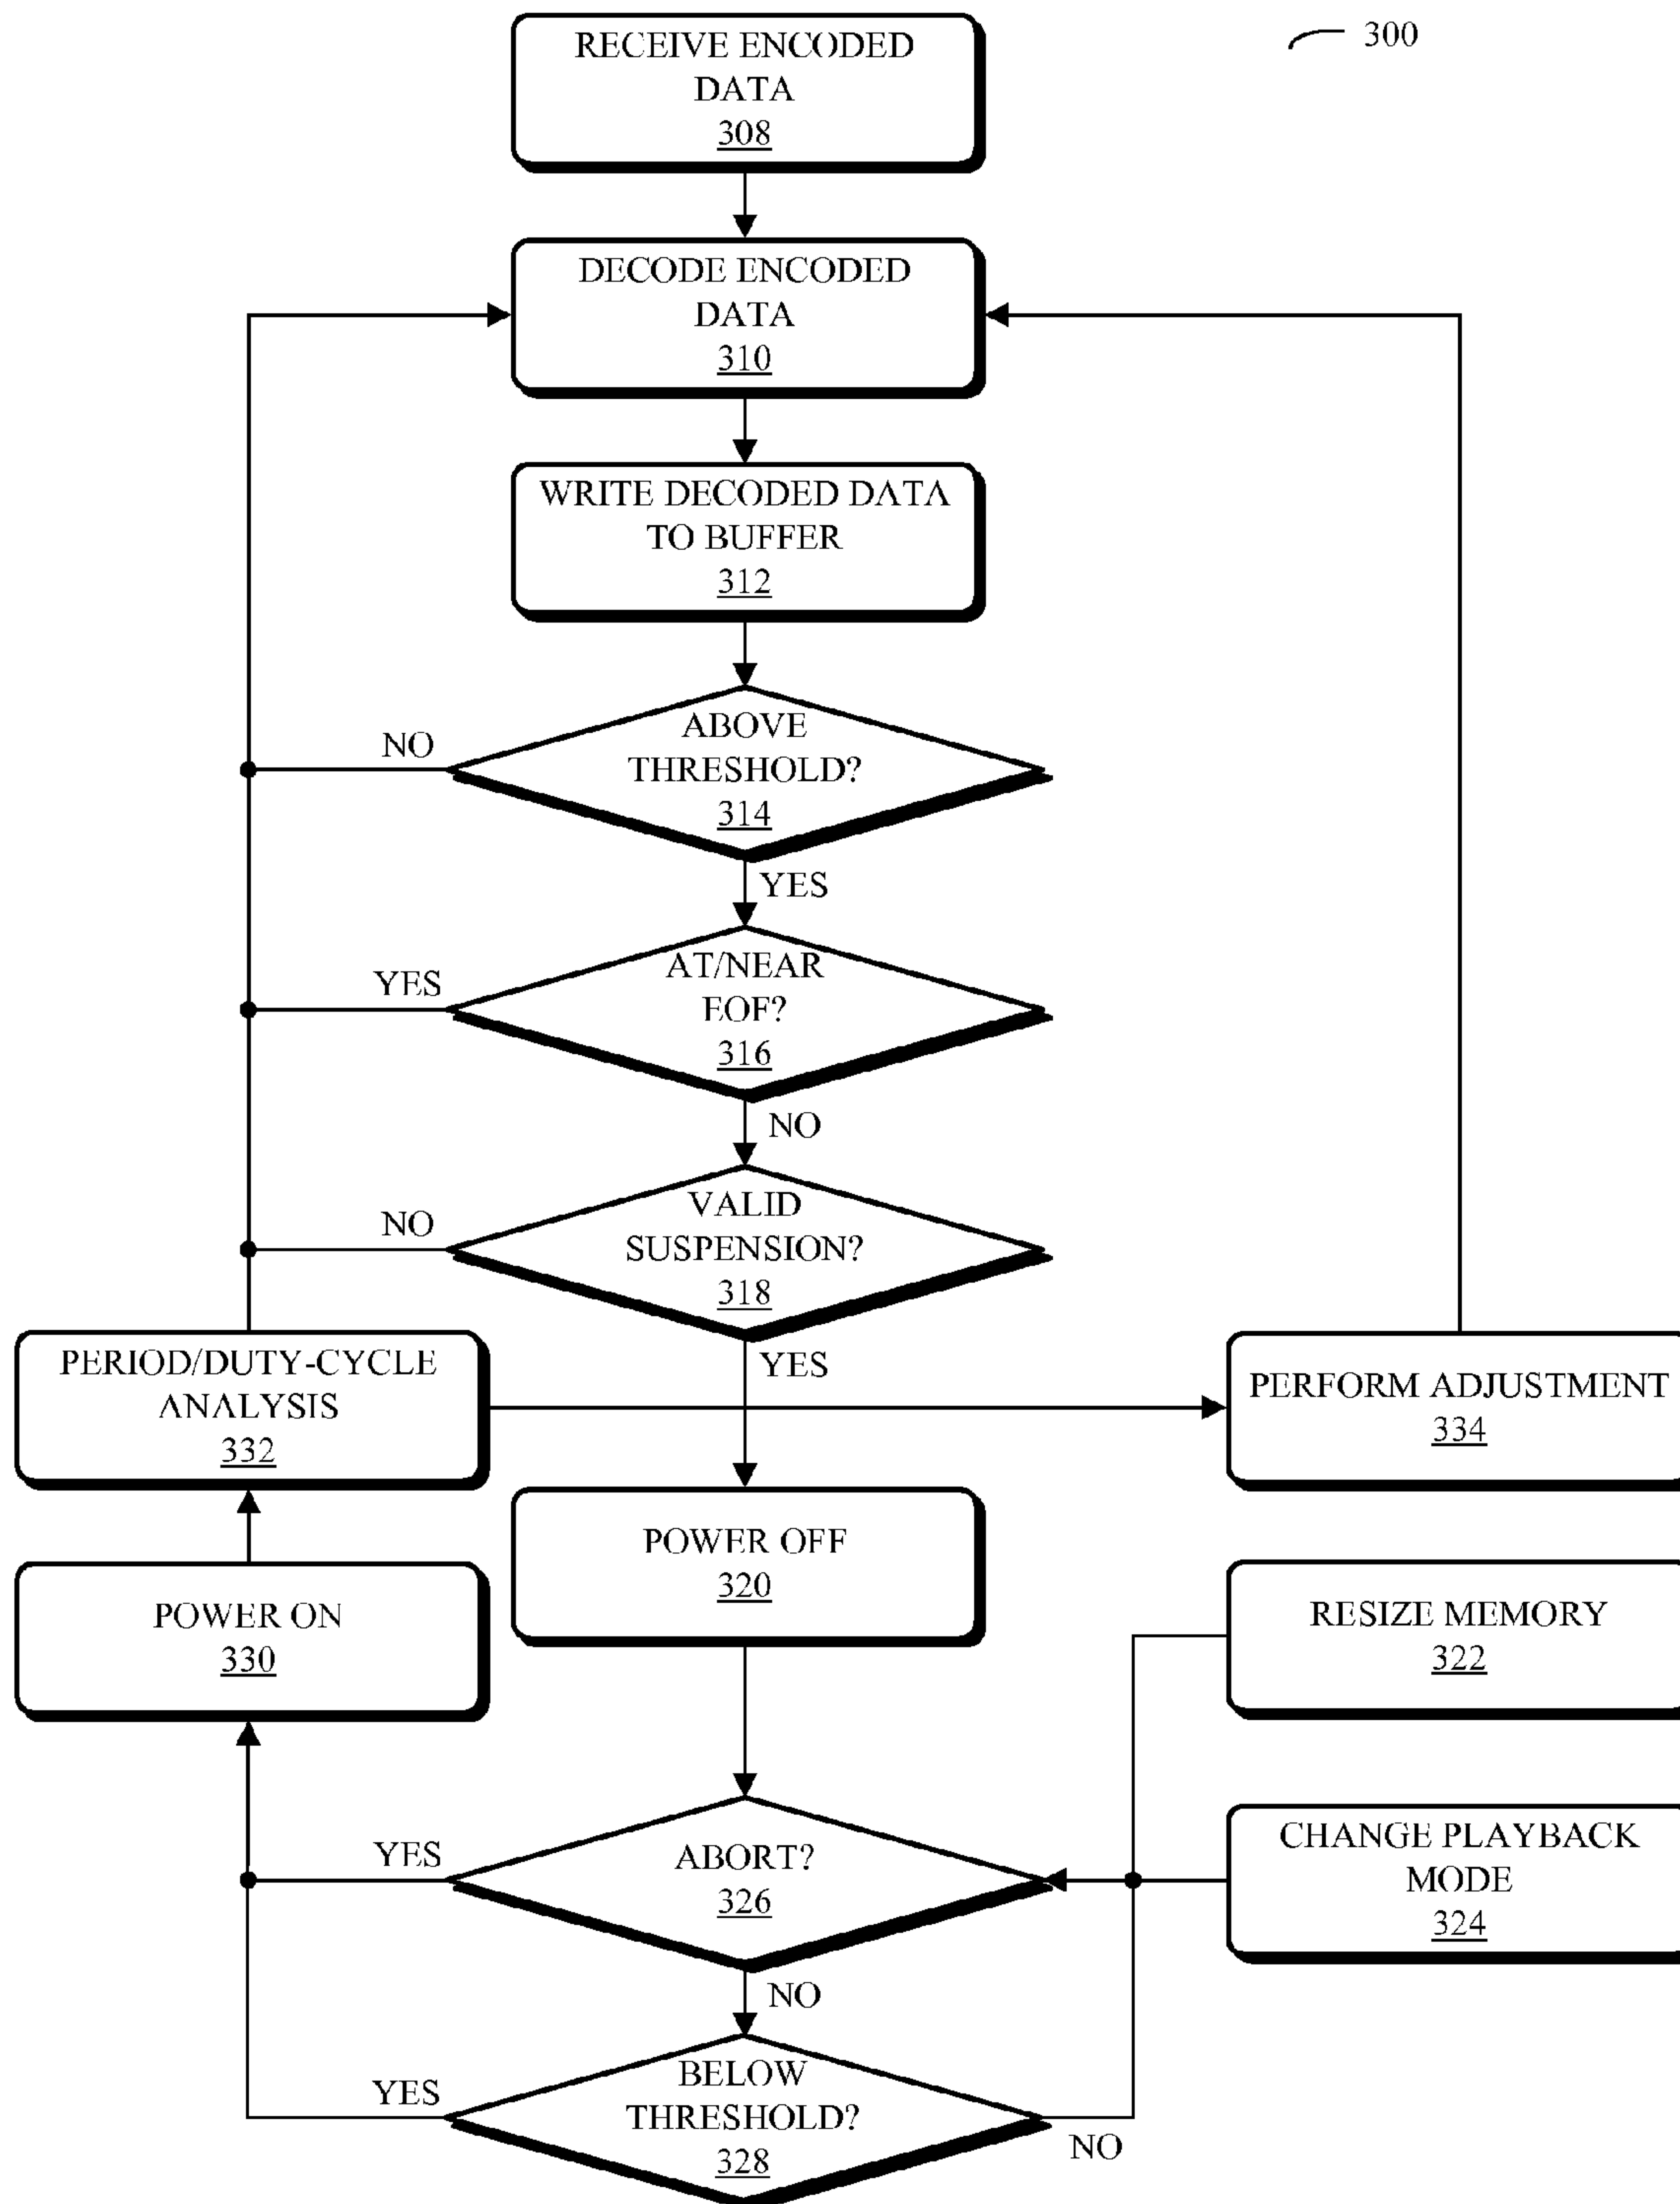 300
RECEIVE ENCODED
DATA
308
DECODE ENCODED
DATA
310
WRITE DECODED DATA
TO BUFFER
312
ABOVE
THRESHOLD?
314
NO
YES
AT/NEAR
EOF?
316
YES
NO
VALID
SUSPENSION?
318
NO
YES
PERIOD/DUTY-CYCLE
ANALYSIS
332
PERFORM ADJUSTMENT
334
POWER OFF
320
POWER ON
330
RESIZE MEMORY
322
CHANGE PLAYBACK
MODE
324
ABORT?
326
YES
NO
BELOW
THRESHOLD?
328
YES
NO